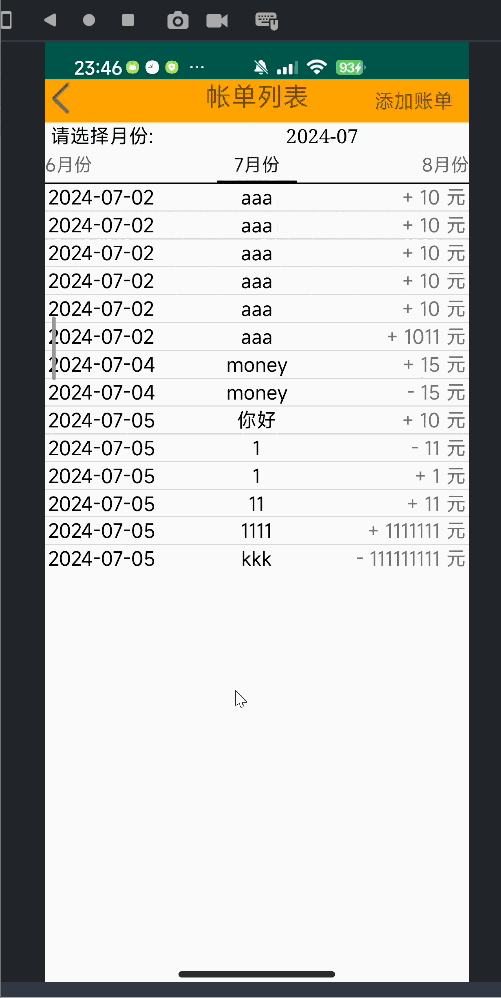 23:46 ··· 93
帐单列表 添加账单
请选择月份: 2024-07
6月份 7月份 8月份
2024-07-02 aaa + 10 元
2024-07-02 aaa + 10 元
2024-07-02 aaa + 10 元
2024-07-02 aaa + 10 元
2024-07-02 aaa + 10 元
2024-07-02 aaa + 1011 元
2024-07-04 money + 15 元
2024-07-04 money - 15 元
2024-07-05 你好 + 10 元
2024-07-05 1 - 11 元
2024-07-05 1 + 1 元
2024-07-05 11 + 11 元
2024-07-05 1111 + 1111111 元
2024-07-05 kkk - 111111111 元